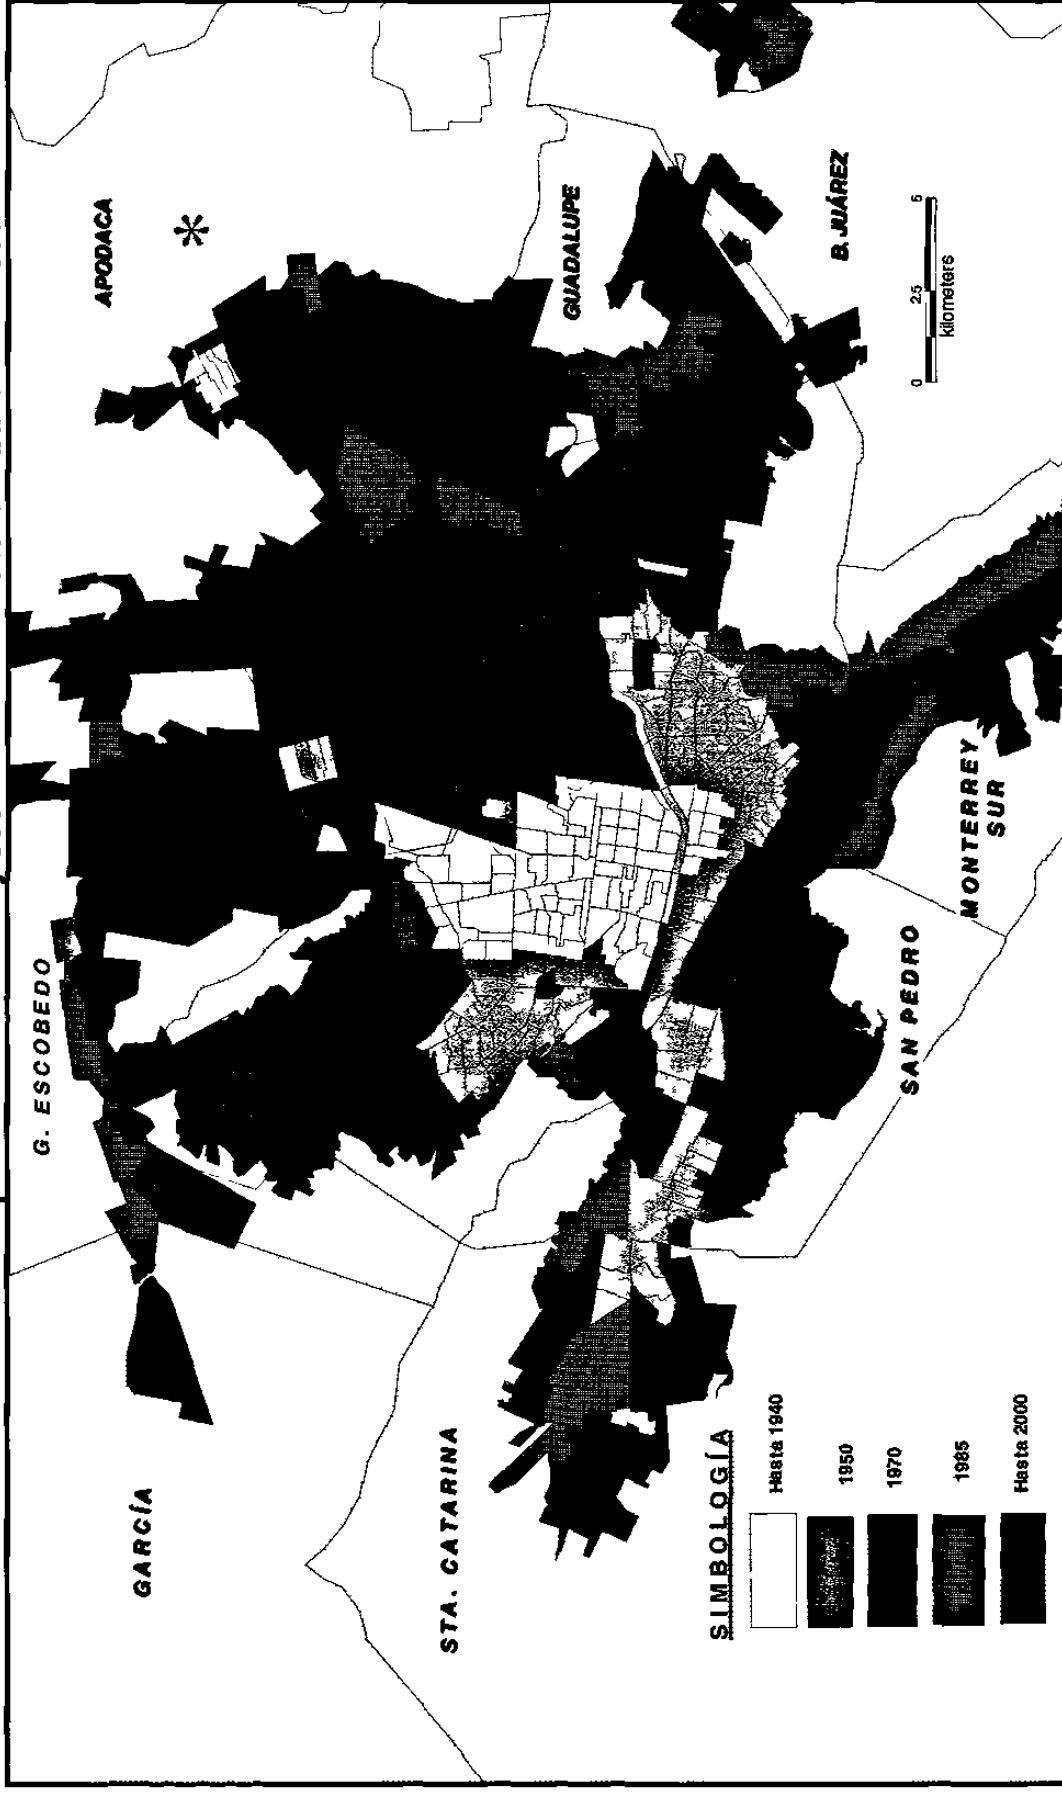 G. ESCOBEDO
APODACA
GARCÍA
GUADALUPE
STA. CATARINA
B. JUÁREZ
SAN PEDRO
MONTERREY
SUR
SIMBOLOGÍA
Hasta 1940
1950
1970
1985
Hasta 2000
0 2.5 5
kilometers